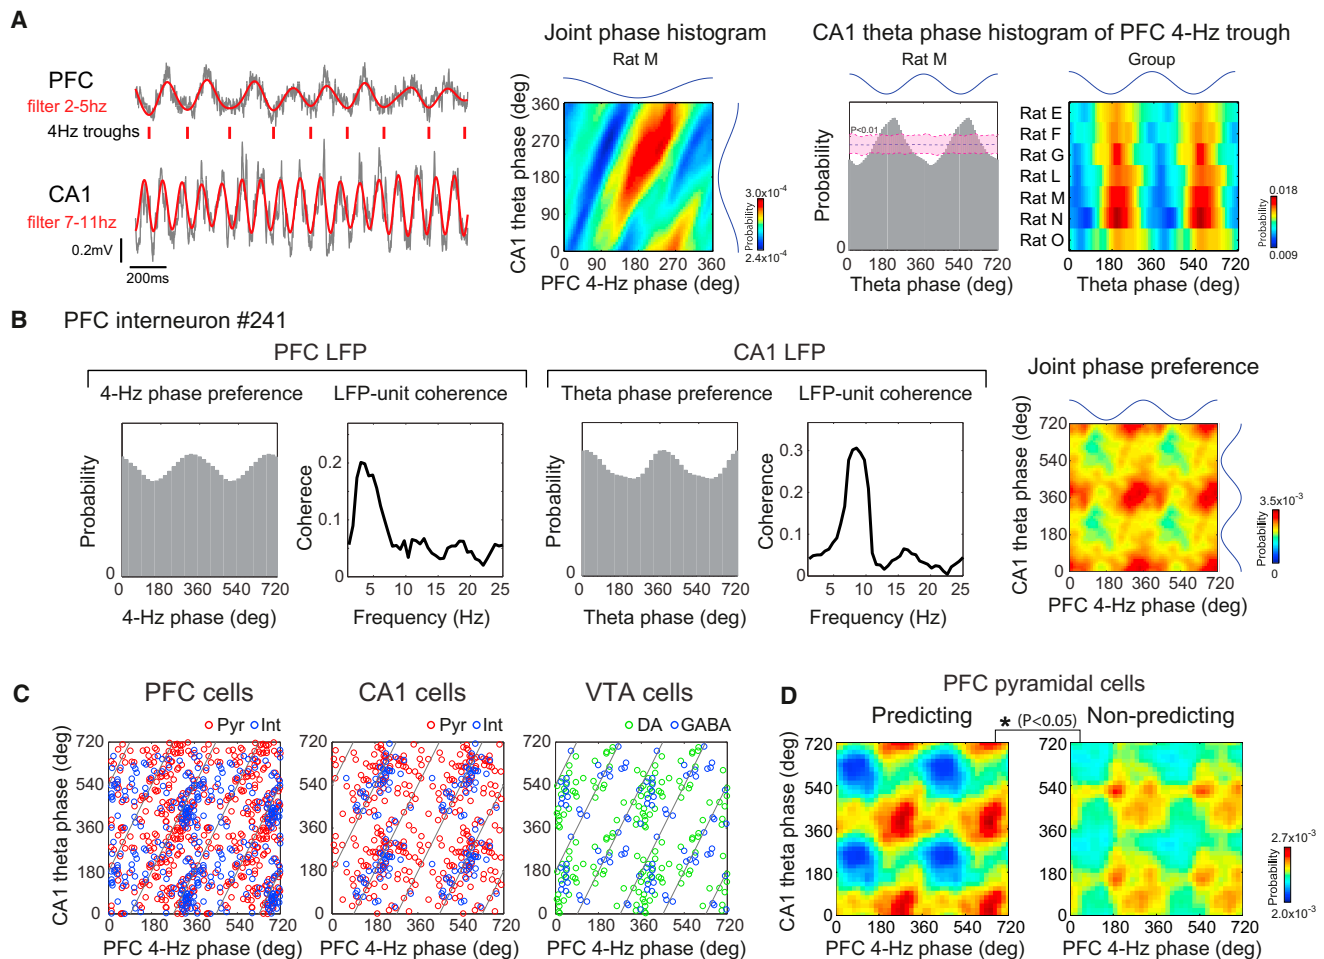 A
Joint phase histogram
CA1 theta phase histogram of PFC 4-Hz trough
Rat M
Rat M
Group
PFC
filter 2-5hz
4Hz troughs
CA1
filter 7-11hz
0.2mV
200ms
CA1 theta phase (deg)
360
270
180
90
0
0 90 180 270 360
PFC 4-Hz phase (deg)
3.0x10-4
Probability
2.4x10-4
Probability
P<0.01
0
0 180 360 540 720
Theta phase (deg)
Rat E
Rat F
Rat G
Rat L
Rat M
Rat N
Rat O
0 180 360 540 720
Theta phase (deg)
0.018
Probability
0.009
B PFC interneuron #241
PFC LFP
CA1 LFP
Joint phase preference
4-Hz phase preference
LFP-unit coherence
Theta phase preference
LFP-unit coherence
Probability
0
0 180 360 540 720
4-Hz phase (deg)
Coherece
0.2
0.1
0
5 10 15 20 25
Frequency (Hz)
Probability
0
0 180 360 540 720
Theta phase (deg)
Coherence
0.3
0.2
0.1
0
5 10 15 20 25
Frequency (Hz)
CA1 theta phase (deg)
720
540
360
180
0
0 180 360 540 720
PFC 4-Hz phase (deg)
3.5x10-3
Probability
0
C
PFC cells
CA1 cells
VTA cells
Pyr Int
Pyr Int
DA GABA
CA1 theta phase (deg)
720
540
360
180
0
0 180 360 540 720
PFC 4-Hz phase (deg)
720
540
360
180
0
0 180 360 540 720
PFC 4-Hz phase (deg)
720
540
360
180
0
0 180 360 540 720
PFC 4-Hz phase (deg)
D
PFC pyramidal cells
Predicting
* (P<0.05)
Non-predicting
CA1 theta phase (deg)
720
540
360
180
0
0 180 360 540 720
PFC 4-Hz phase (deg)
720
540
360
180
0
0 180 360 540 720
PFC 4-Hz phase (deg)
2.7x10-3
Probability
2.0x10-3